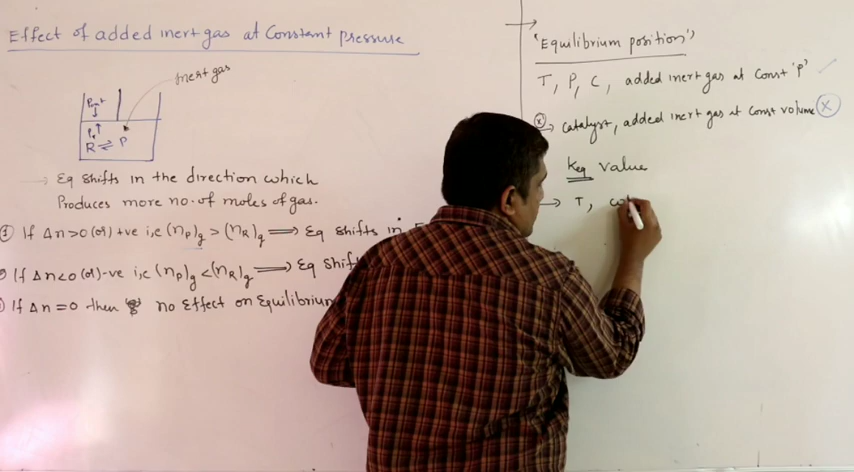 Effect of added inert gas at Constant pressure
inert gas
Pext
R ⇌ P
→ Eq shifts in the direction which
Produces more no. of moles of gas.
① If Δn>0 (or) +ve i,e (nP)g > (nR)g ⟹ Eq shifts in
If Δn<0 (or) -ve i,e (nP)g < (nR)g ⟹ Eq shift
If Δn=0 then no Effect on Equilibrium
→ "Equilibrium position"
T, P, C, added inert gas at Const 'P' ✓
catalyst, added inert gas at Const volume ⓧ
Keq value
→ T,